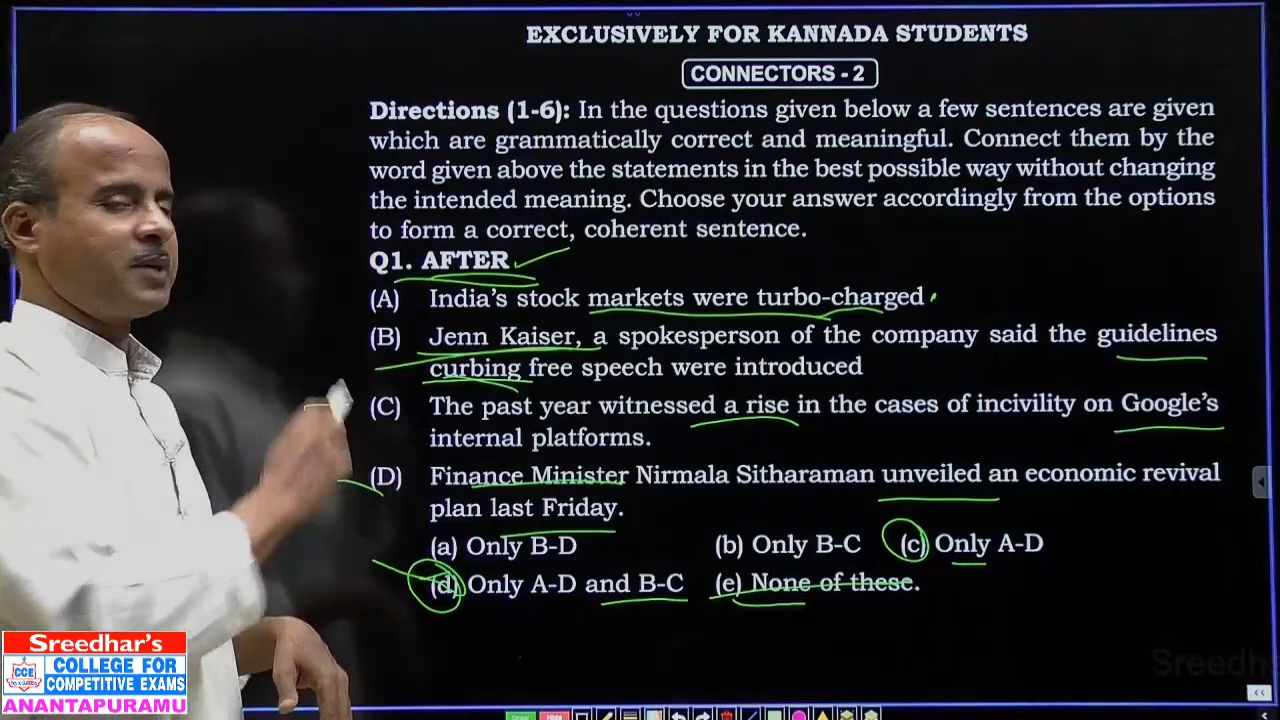 EXCLUSIVELY FOR KANNADA STUDENTS
CONNECTORS - 2
Directions (1-6): In the questions given below a few sentences are given
which are grammatically correct and meaningful. Connect them by the
word given above the statements in the best possible way without changing
the intended meaning. Choose your answer accordingly from the options
to form a correct, coherent sentence.
Q1. AFTER
(A) India's stock markets were turbo-charged
(B) Jenn Kaiser, a spokesperson of the company said the guidelines
curbing free speech were introduced
(C) The past year witnessed a rise in the cases of incivility on Google's
internal platforms.
(D) Finance Minister Nirmala Sitharaman unveiled an economic revival
plan last Friday.
(a) Only B-D (b) Only B-C (c) Only A-D
(d) Only A-D and B-C (e) None of these.
Sreedhar's
CCE COLLEGE FOR
COMPETITIVE EXAMS
ANANTAPURAMU